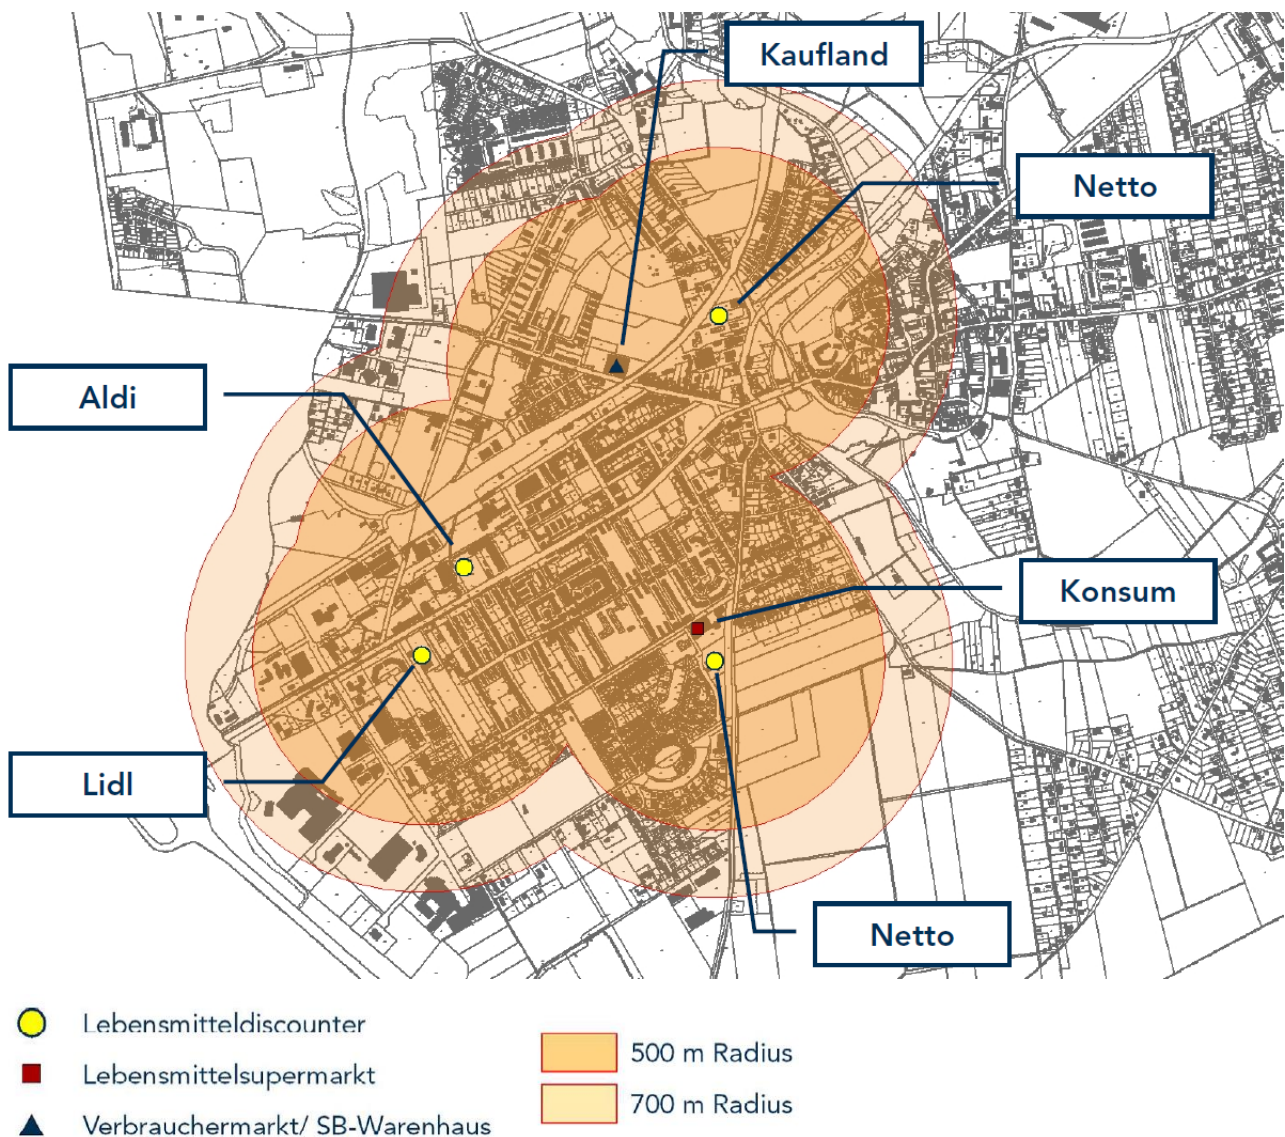 Kaufland
Netto
Aldi
Konsum
Lidl
Netto
Lebensmitteldiscounter
Lebensmittelsupermarkt
Verbrauchermarkt/ SB-Warenhaus
500 m Radius
700 m Radius